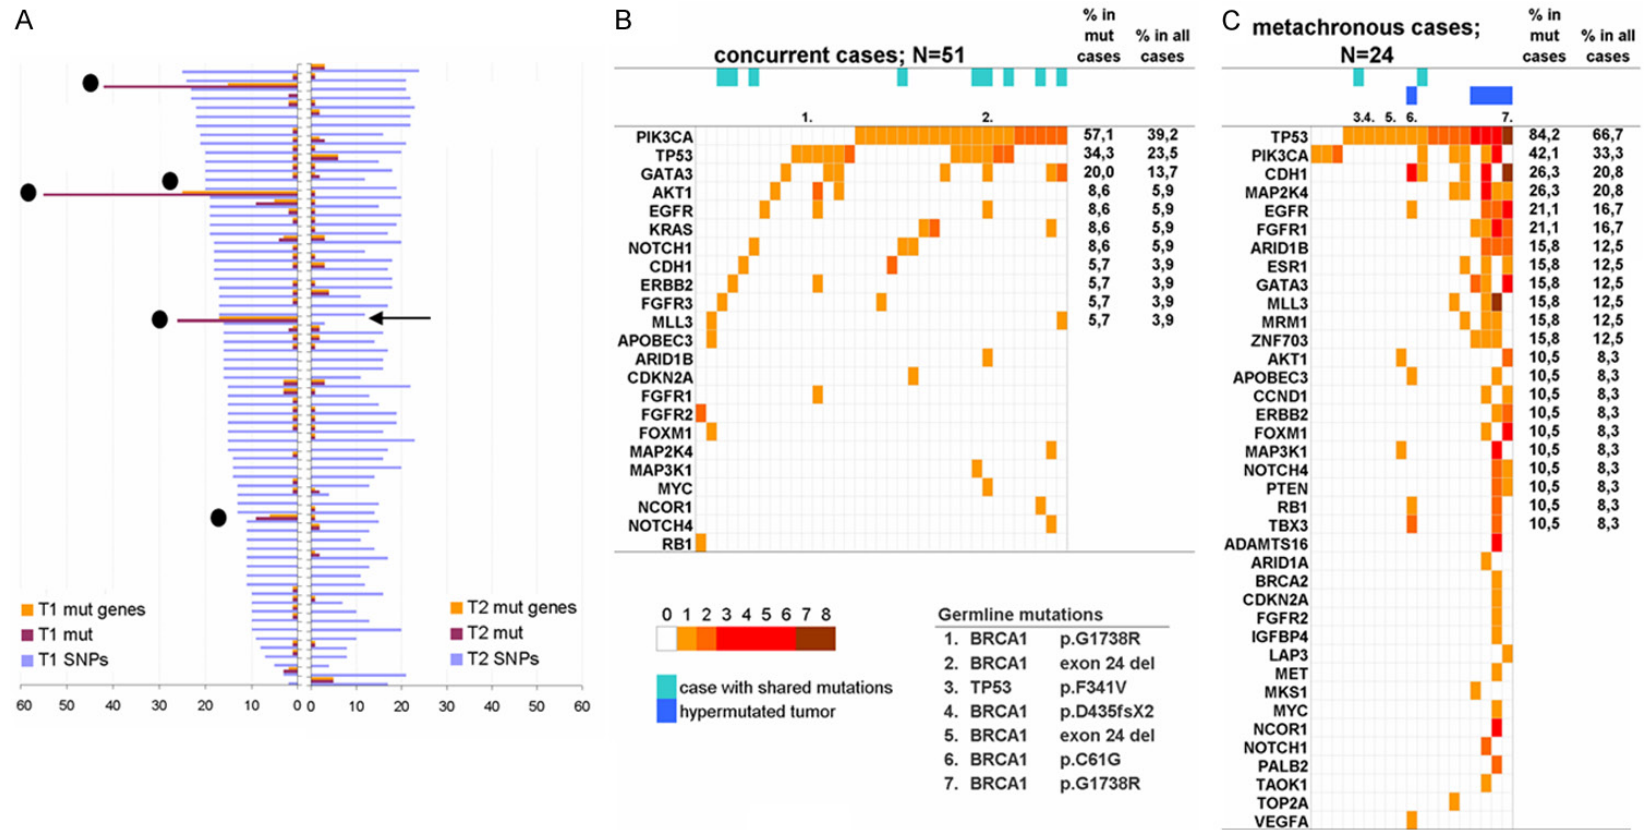 A
T1 mut genes
T1 mut
T1 SNPs
T2 mut genes
T2 mut
T2 SNPs
60 50 40 30 20 10 0 0 10 20 30 40 50 60
B
concurrent cases; N=51
% in mut cases
% in all cases
1. 2.
PIK3CA 57,1 39,2
TP53 34,3 23,5
GATA3 20,0 13,7
AKT1 8,6 5,9
EGFR 8,6 5,9
KRAS 8,6 5,9
NOTCH1 8,6 5,9
CDH1 5,7 3,9
ERBB2 5,7 3,9
FGFR3 5,7 3,9
MLL3 5,7 3,9
APOBEC3
ARID1B
CDKN2A
FGFR1
FGFR2
FOXM1
MAP2K4
MAP3K1
MYC
NCOR1
NOTCH4
RB1
0 1 2 3 4 5 6 7 8
case with shared mutations
hypermutated tumor
Germline mutations
1. BRCA1 p.G1738R
2. BRCA1 exon 24 del
3. TP53 p.F341V
4. BRCA1 p.D435fsX2
5. BRCA1 exon 24 del
6. BRCA1 p.C61G
7. BRCA1 p.G1738R
C
metachronous cases;
N=24
% in mut cases
% in all cases
3.4. 5. 6. 7.
TP53 84,2 66,7
PIK3CA 42,1 33,3
CDH1 26,3 20,8
MAP2K4 26,3 20,8
EGFR 21,1 16,7
FGFR1 21,1 16,7
ARID1B 15,8 12,5
ESR1 15,8 12,5
GATA3 15,8 12,5
MLL3 15,8 12,5
MRM1 15,8 12,5
ZNF703 15,8 12,5
AKT1 10,5 8,3
APOBEC3 10,5 8,3
CCND1 10,5 8,3
ERBB2 10,5 8,3
FOXM1 10,5 8,3
MAP3K1 10,5 8,3
NOTCH4 10,5 8,3
PTEN 10,5 8,3
RB1 10,5 8,3
TBX3 10,5 8,3
ADAMTS16
ARID1A
BRCA2
CDKN2A
FGFR2
IGFBP4
LAP3
MET
MKS1
MYC
NCOR1
NOTCH1
PALB2
TAOK1
TOP2A
VEGFA